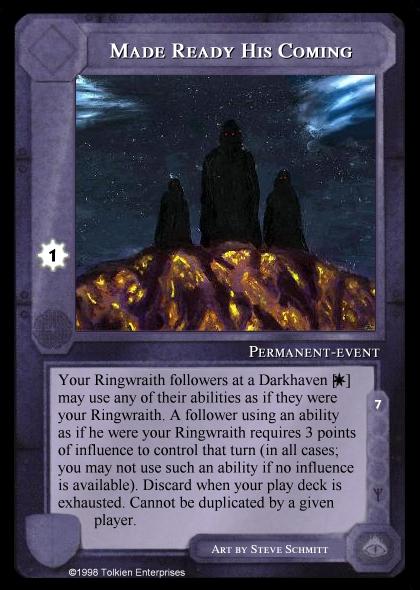 Made Ready His Coming
1
Permanent-event
Your Ringwraith followers at a Darkhaven [✷]
may use any of their abilities as if they were
your Ringwraith. A follower using an ability
as if he were your Ringwraith requires 3 points
of influence to control that turn (in all cases;
you may not use such an ability if no influence
is available). Discard when your play deck is
exhausted. Cannot be duplicated by a given
player.
7
Art by Steve Schmitt
©1998 Tolkien Enterprises